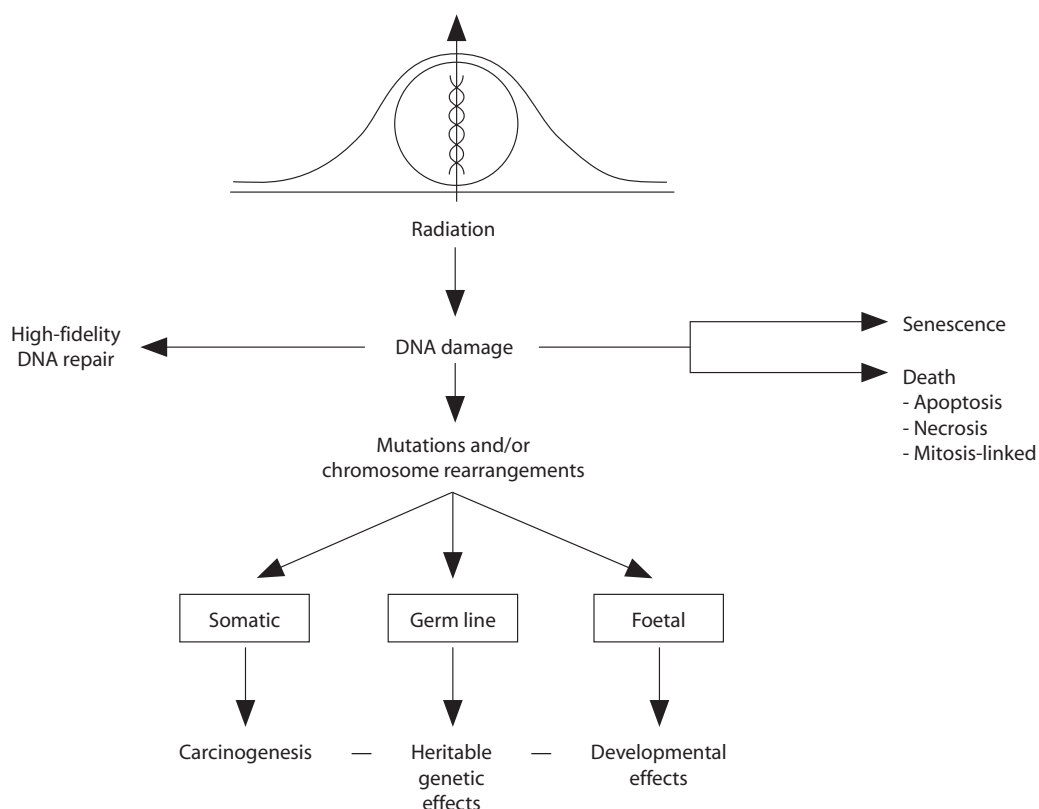 Radiation
High-fidelity
DNA repair
DNA damage
Senescence
Death
- Apoptosis
- Necrosis
- Mitosis-linked
Mutations and/or
chromosome rearrangements
Somatic
Germ line
Foetal
Carcinogenesis — Heritable — Developmental
genetic effects
effects